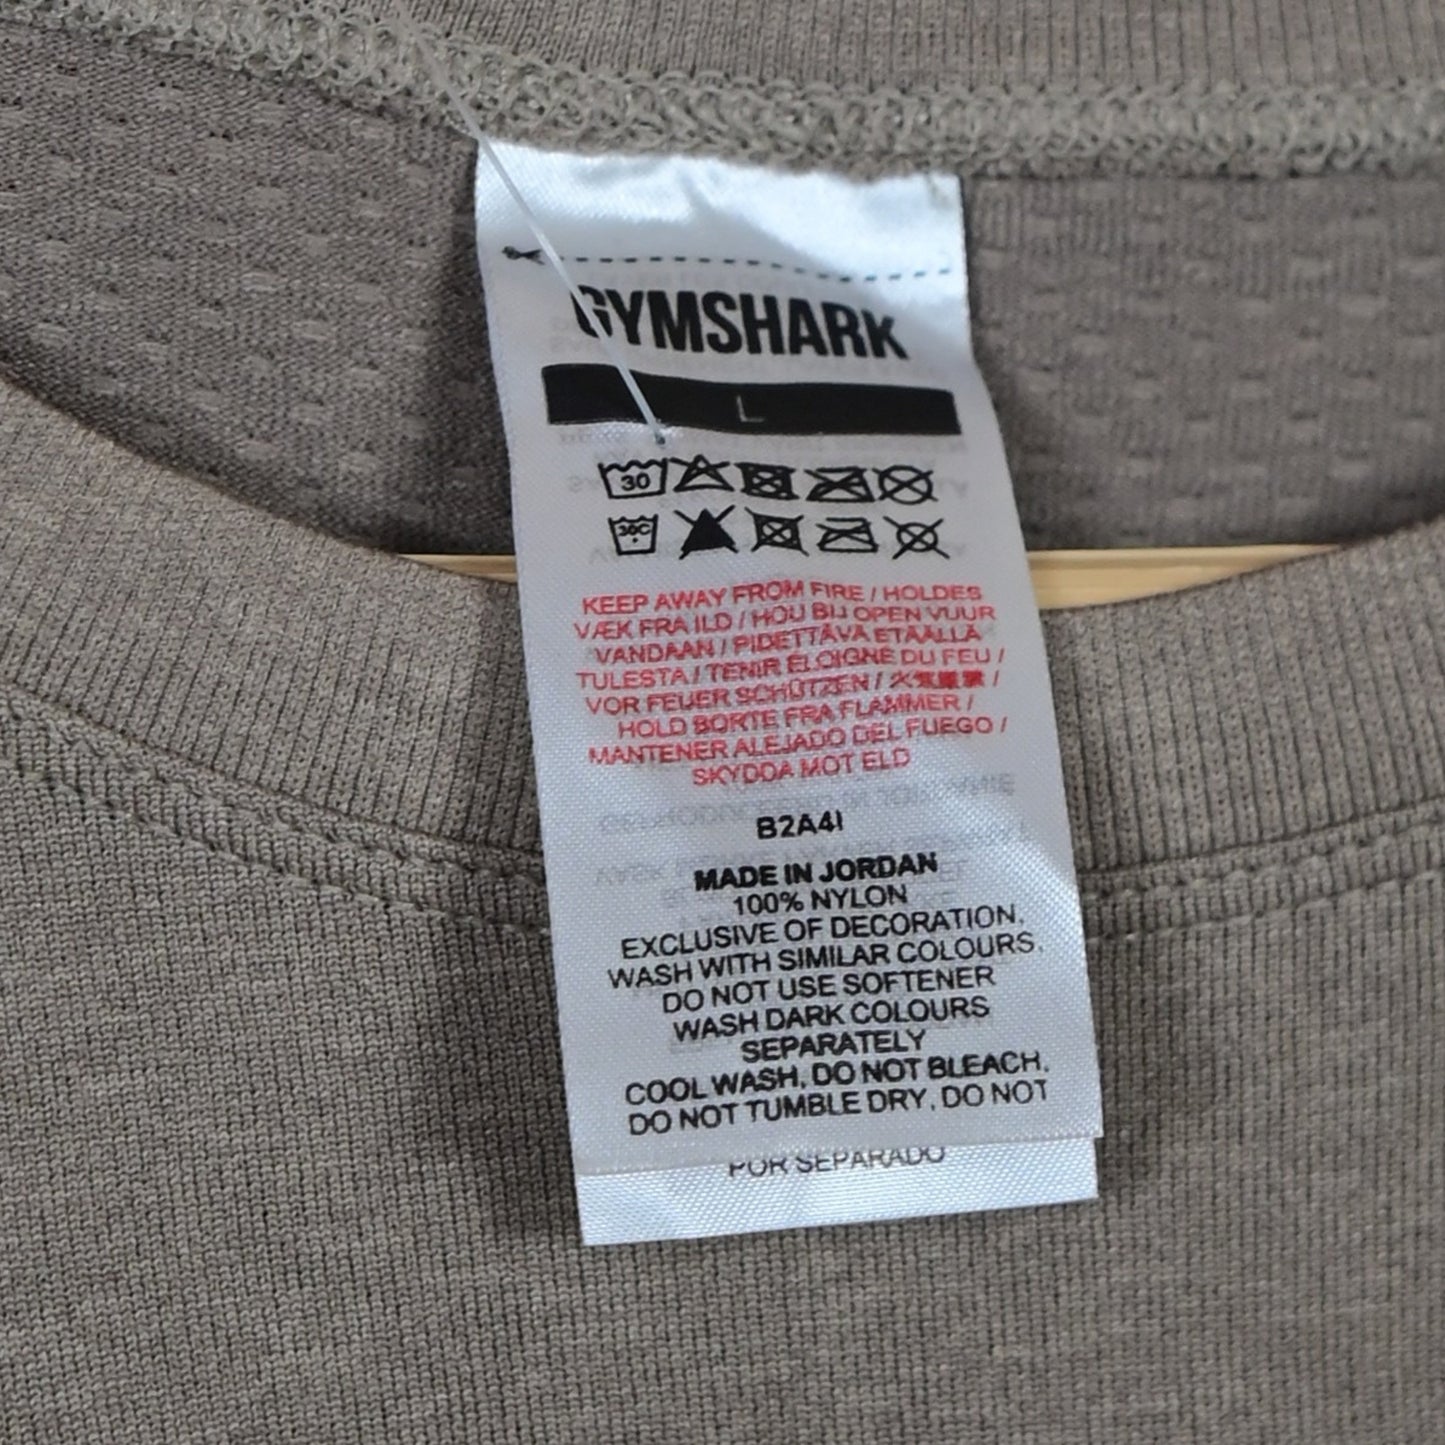 GYMSHARK
L
30
30C
KEEP AWAY FROM FIRE / HOLDES
VÆK FRA ILD / HOU BIJ OPEN VUUR
VANDAAN / PIDETTÄVÄ ETÄÄLLÄ
TULESTA / TENIR ÉLOIGNÉ DU FEU /
VOR FEUER SCHÜTZEN / 火気厳禁 /
HOLD BORTE FRA FLAMMER /
MANTENER ALEJADO DEL FUEGO /
SKYDDA MOT ELD
B2A4I
MADE IN JORDAN
100% NYLON
EXCLUSIVE OF DECORATION.
WASH WITH SIMILAR COLOURS.
DO NOT USE SOFTENER
WASH DARK COLOURS
SEPARATELY
COOL WASH. DO NOT BLEACH.
DO NOT TUMBLE DRY. DO NOT
POR SEPARADO